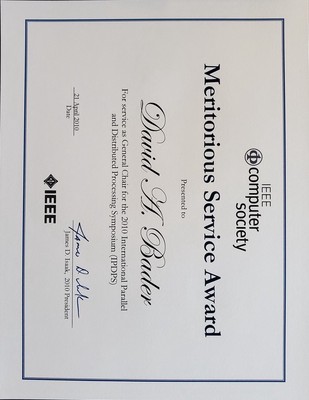 IEEE
computer
society
Meritorious Service Award
Presented to
David A. Bader
For service as General Chair for the 2010 International Parallel
and Distributed Processing Symposium (IPDPS)
21 April 2010
Date
James D. Isaak, 2010 President
IEEE